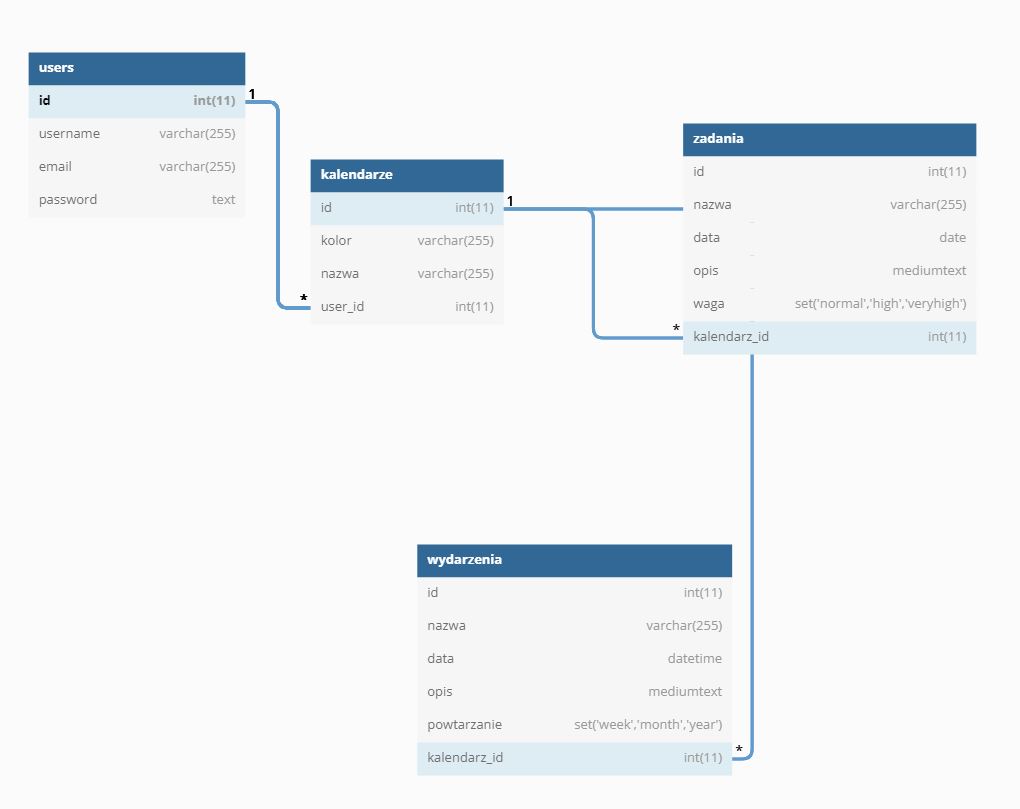 users
id int(11)
username varchar(255)
email varchar(255)
password text
1
*
kalendarze
id int(11)
kolor varchar(255)
nazwa varchar(255)
user_id int(11)
1
*
zadania
id int(11)
nazwa varchar(255)
data date
opis mediumtext
waga set('normal','high','veryhigh')
kalendarz_id int(11)
wydarzenia
id int(11)
nazwa varchar(255)
data datetime
opis mediumtext
powtarzanie set('week','month','year')
kalendarz_id int(11)
*